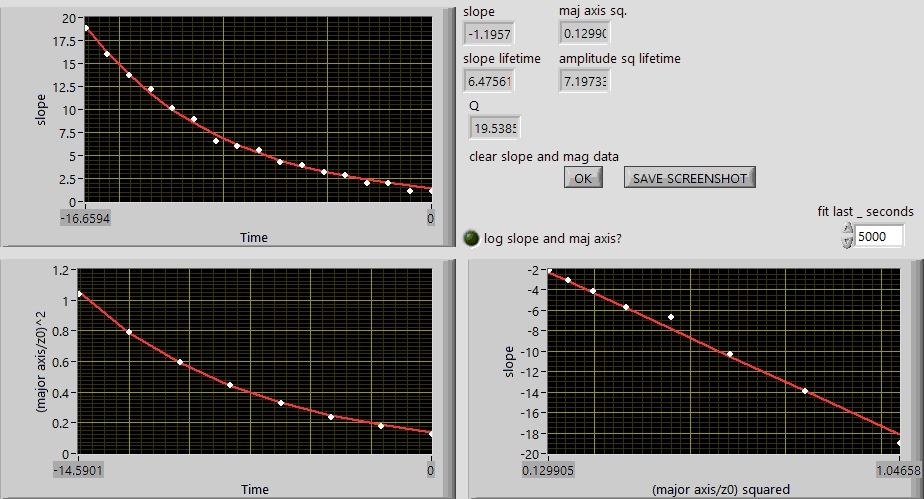 slope
maj axis sq.
-1.1957
0.1299
slope lifetime
amplitude sq lifetime
6.4756
7.1973
Q
19.538
clear slope and mag data
OK
SAVE SCREENSHOT
fit last _ seconds
5000
log slope and maj axis?
20
17.5
15
12.5
10
7.5
5
2.5
0
slope
-16.6594
0
Time
1.2
1
0.8
0.6
0.4
0.2
0
(major axis/z0)^2
-14.5901
0
Time
-2
-4
-6
-8
-10
-12
-14
-16
-18
-20
slope
0.129905
1.04658
(major axis/z0) squared